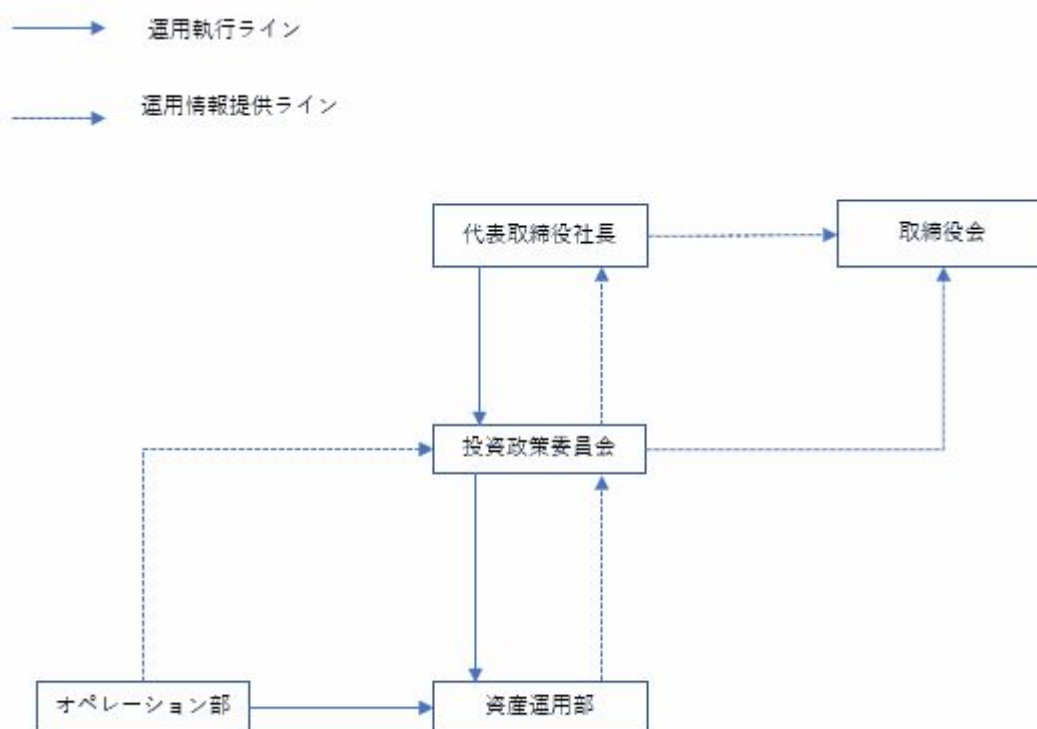 運用執行ライン
運用情報提供ライン
代表取締役社長
取締役会
投資政策委員会
オペレーション部
資産運用部